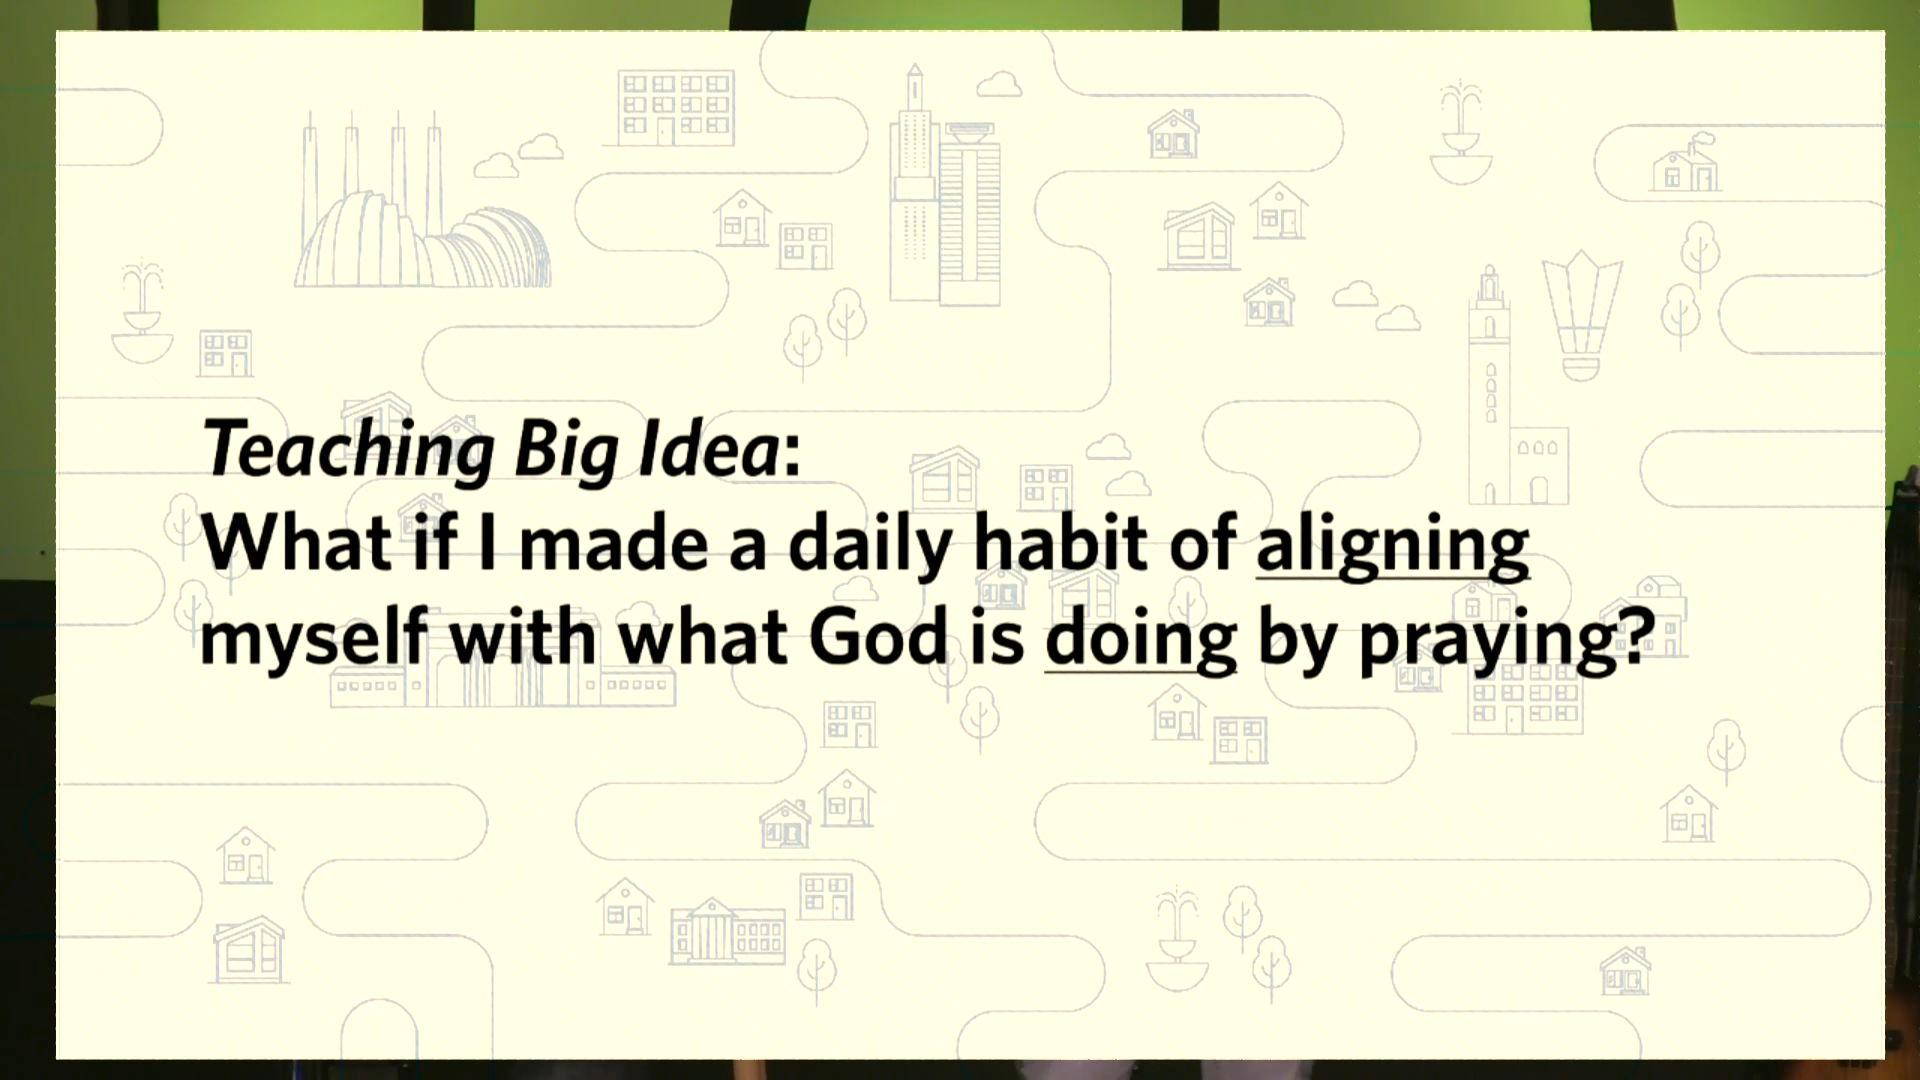 Teaching Big Idea:
What if I made a daily habit of aligning
myself with what God is doing by praying?